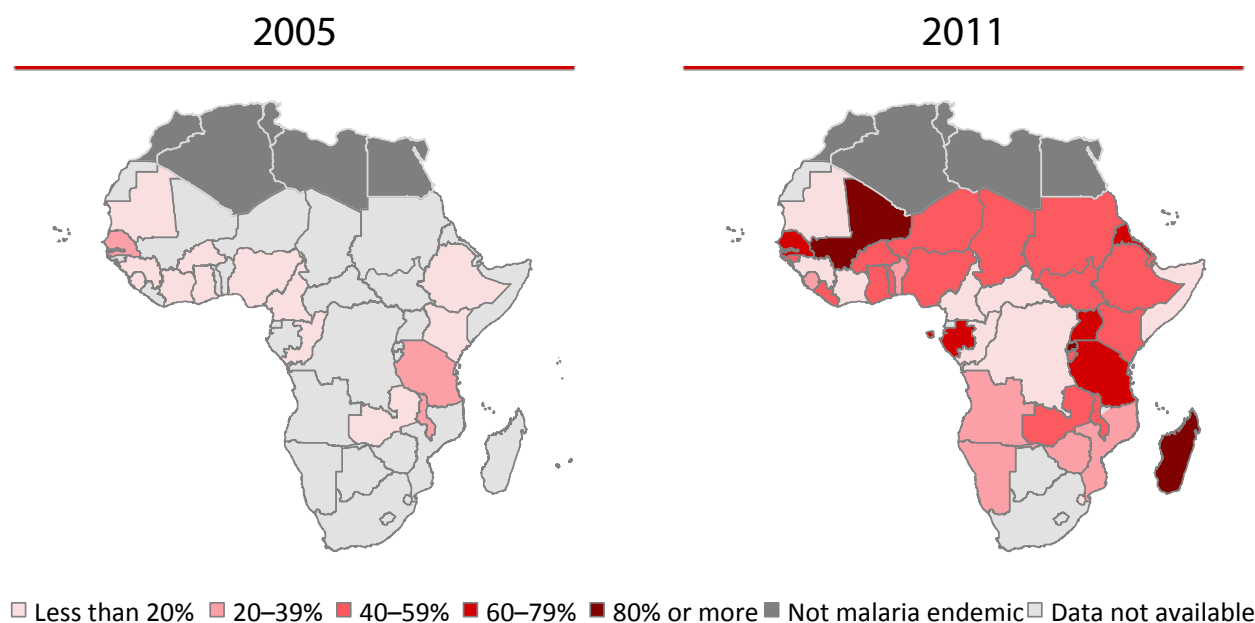 2005
2011
Less than 20% 20–39% 40–59% 60–79% 80% or more Not malaria endemic Data not available